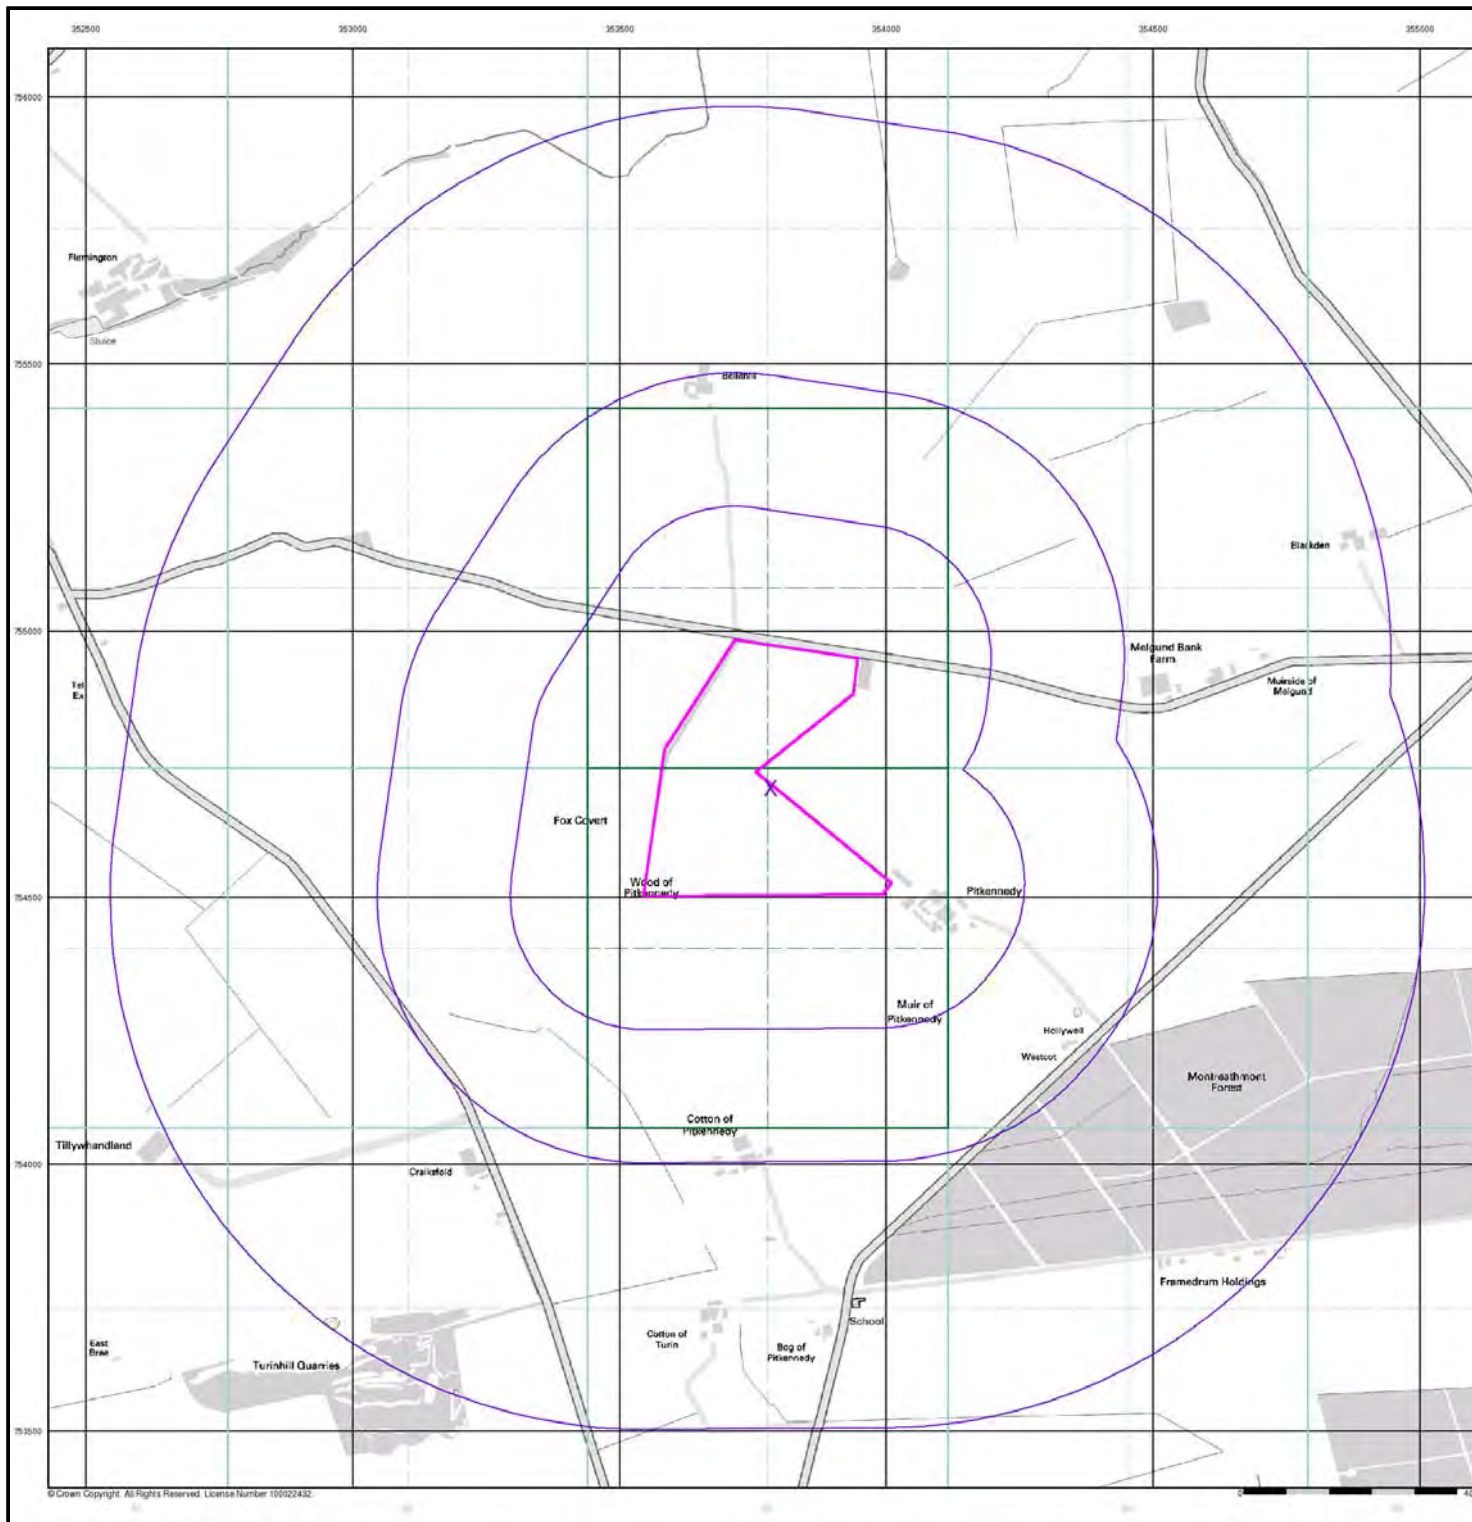 352500 353000 353500 354000 354500 355000
756000
Flemington
Sluice
755500
Bellahill
Blackden
755000
Melgund Bank
Farm
Tel
Ex
Muirside of
Melgund
Fox Covert
Wood of
Pitkennedy
Pitkennedy
754500
Muir of
Pitkennedy
Hollywell
Westcot
Montreathmont
Forest
Cotton of
Pitkennedy
Tillywhandland
754000
Craiksfold
Framedrum Holdings
School
Cotton of
Turin
Bog of
Pitkennedy
East
Brae
Turinhill Quarries
753500
© Crown Copyright. All Rights Reserved. License Number 100022432.
0